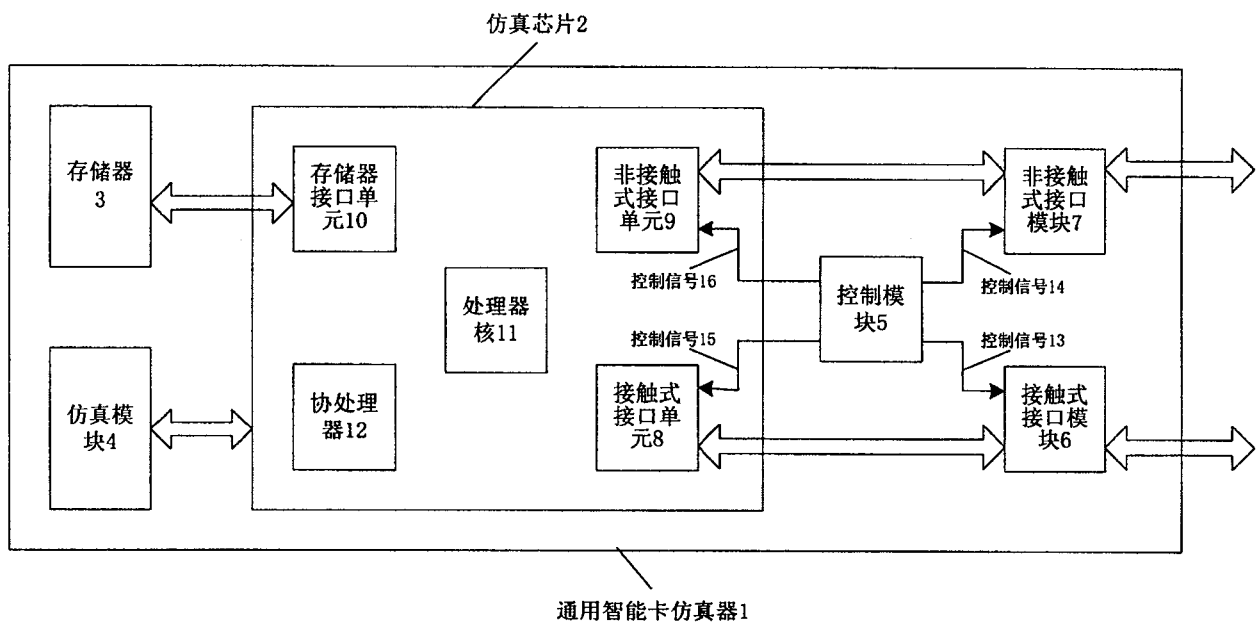 仿真芯片2
存储器
3
存储器
接口单
元10
非接触
式接口
单元9
非接触
式接口
模块7
控制信号16
控制信号14
处理器
核11
控制模
块5
控制信号15
控制信号13
仿真模
块4
协处理
器12
接触式
接口单
元8
接触式
接口模
块6
通用智能卡仿真器1